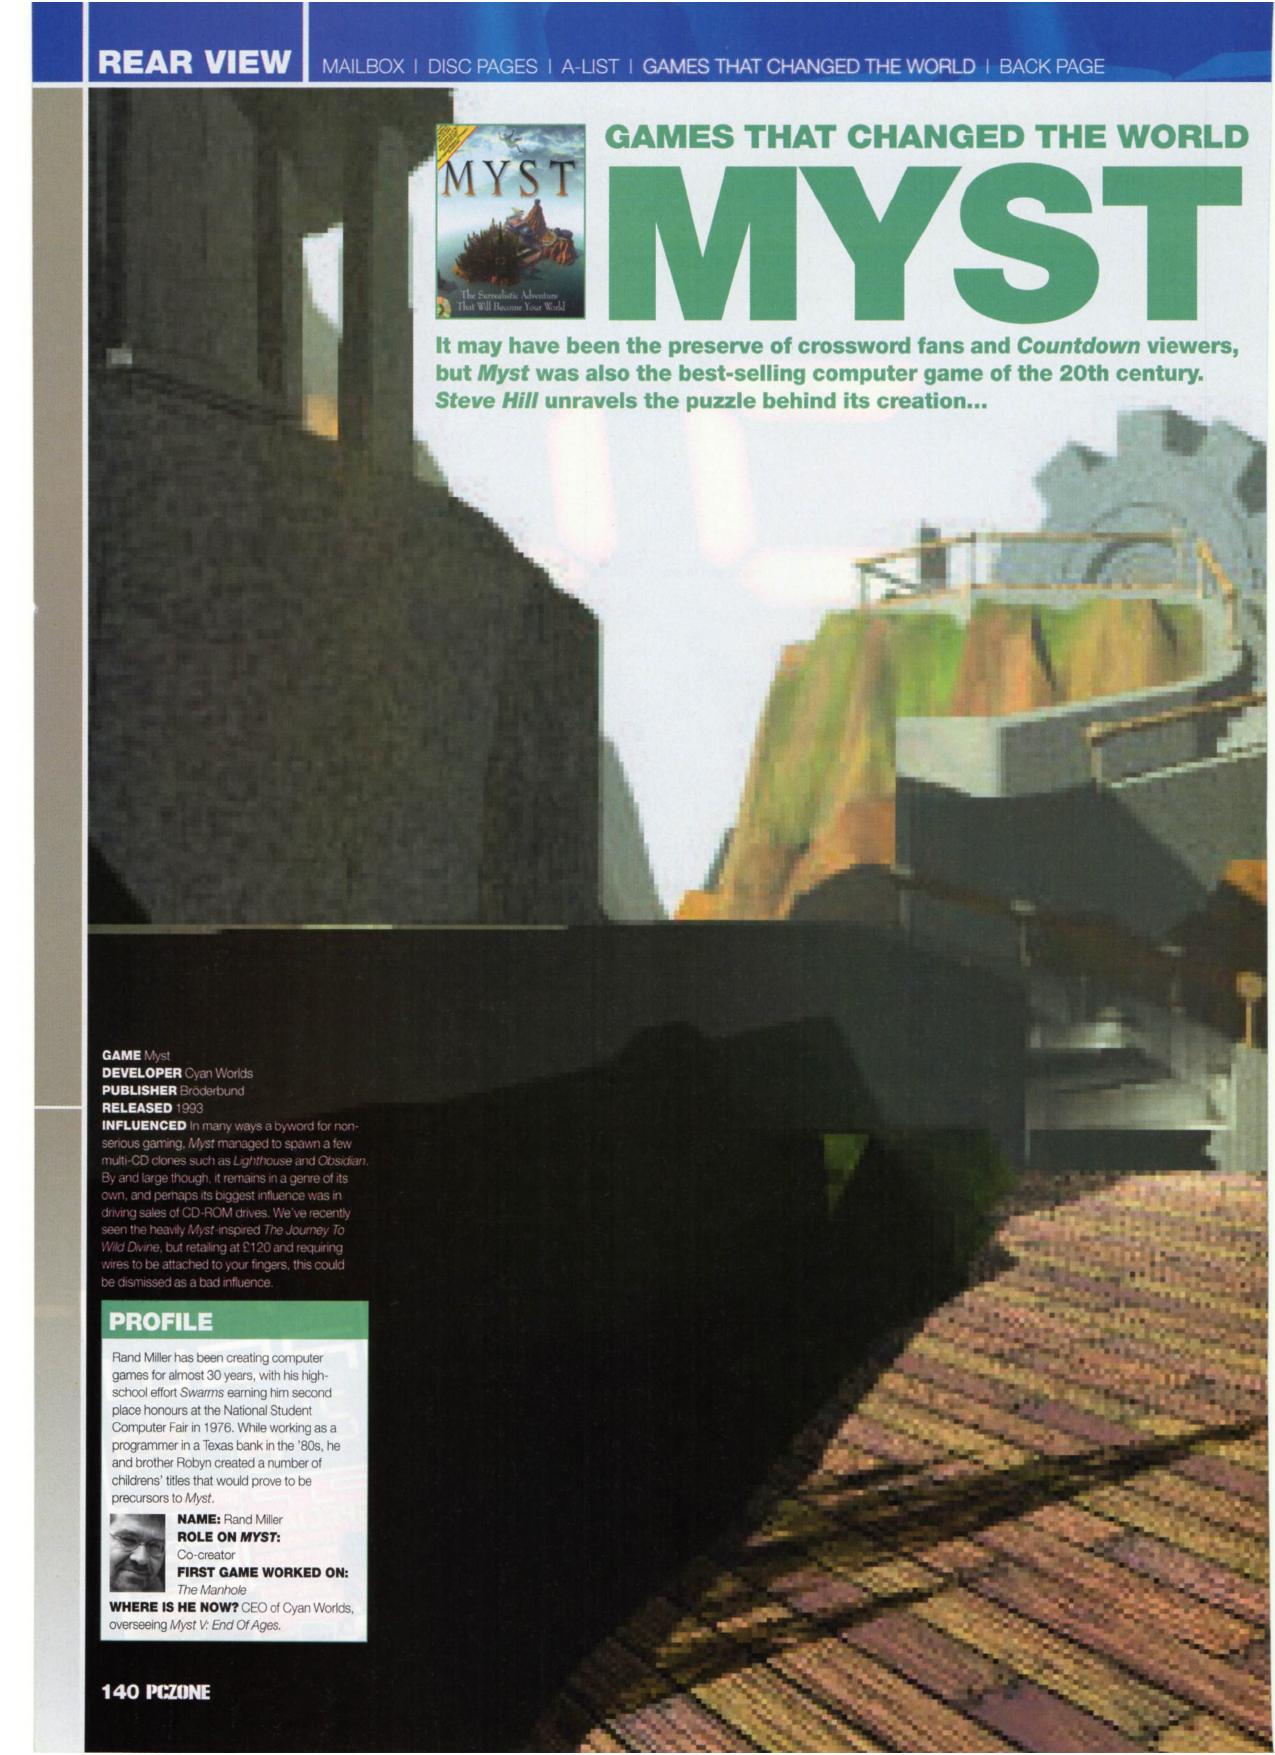 REAR VIEW
MAILBOX | DISC PAGES | A-LIST | GAMES THAT CHANGED THE WORLD | BACK PAGE
MYST
The Surrealistic Adventure
That Will Become Your World
GAMES THAT CHANGED THE WORLD
MYST
It may have been the preserve of crossword fans and Countdown viewers,
but Myst was also the best-selling computer game of the 20th century.
Steve Hill unravels the puzzle behind its creation...
GAME Myst
DEVELOPER Cyan Worlds
PUBLISHER Bröderbund
RELEASED 1993
INFLUENCED In many ways a byword for non-
serious gaming, Myst managed to spawn a few
multi-CD clones such as Lighthouse and Obsidian.
By and large though, it remains in a genre of its
own, and perhaps its biggest influence was in
driving sales of CD-ROM drives. We've recently
seen the heavily Myst-inspired The Journey To
Wild Divine, but retailing at £120 and requiring
wires to be attached to your fingers, this could
be dismissed as a bad influence.
PROFILE
Rand Miller has been creating computer
games for almost 30 years, with his high-
school effort Swarms earning him second
place honours at the National Student
Computer Fair in 1976. While working as a
programmer in a Texas bank in the '80s, he
and brother Robyn created a number of
childrens' titles that would prove to be
precursors to Myst.
NAME: Rand Miller
ROLE ON MYST:
Co-creator
FIRST GAME WORKED ON:
The Manhole
WHERE IS HE NOW? CEO of Cyan Worlds,
overseeing Myst V: End Of Ages.
140 PCZONE